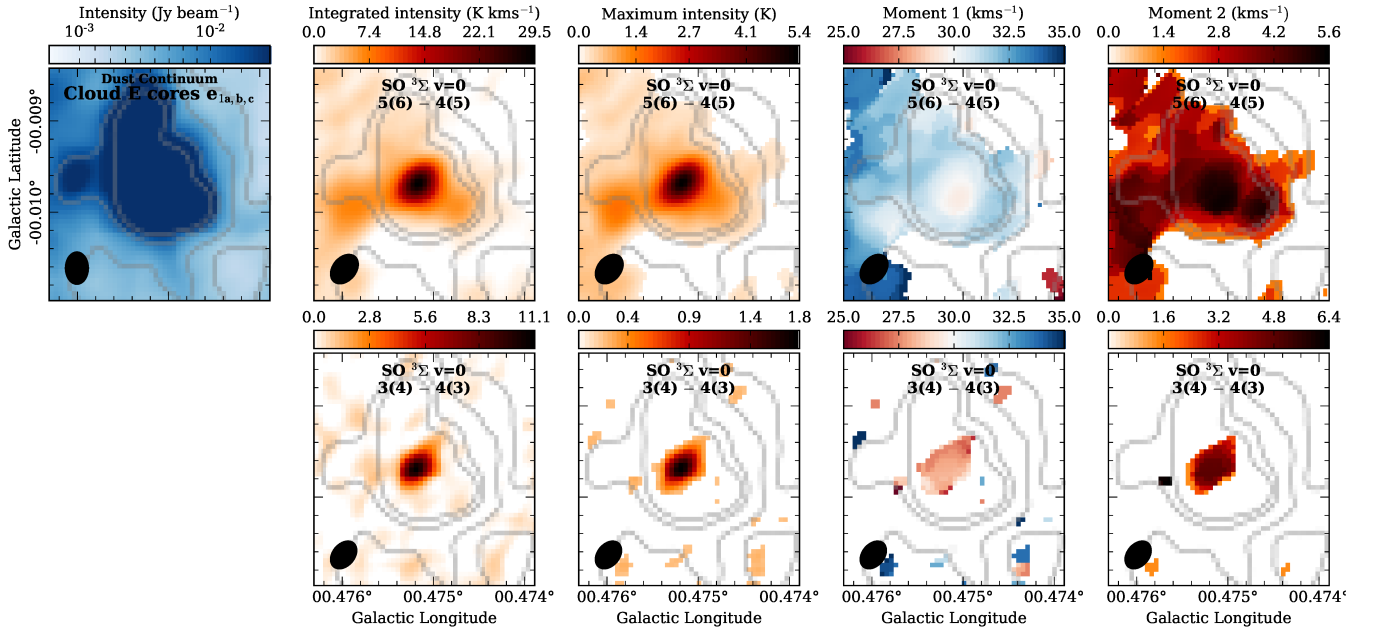 Intensity (Jy beam⁻¹)
10⁻³ 10⁻²
Dust Continuum
Cloud E cores e₁ₐ,b,c
-00.009°
-00.010°
Galactic Latitude
Integrated intensity (K kms⁻¹)
0.0 7.4 14.8 22.1 29.5
SO ³Σ v=0
5(6) − 4(5)
Maximum intensity (K)
0.0 1.4 2.7 4.1 5.4
SO ³Σ v=0
5(6) − 4(5)
Moment 1 (kms⁻¹)
25.0 27.5 30.0 32.5 35.0
SO ³Σ v=0
5(6) − 4(5)
Moment 2 (kms⁻¹)
0.0 1.4 2.8 4.2 5.6
SO ³Σ v=0
5(6) − 4(5)
0.0 2.8 5.6 8.3 11.1
SO ³Σ v=0
3(4) − 4(3)
00.476° 00.475° 00.474°
Galactic Longitude
0.0 0.4 0.9 1.4 1.8
SO ³Σ v=0
3(4) − 4(3)
00.476° 00.475° 00.474°
Galactic Longitude
25.0 27.5 30.0 32.5 35.0
SO ³Σ v=0
3(4) − 4(3)
00.476° 00.475° 00.474°
Galactic Longitude
0.0 1.6 3.2 4.8 6.4
SO ³Σ v=0
3(4) − 4(3)
00.476° 00.475° 00.474°
Galactic Longitude